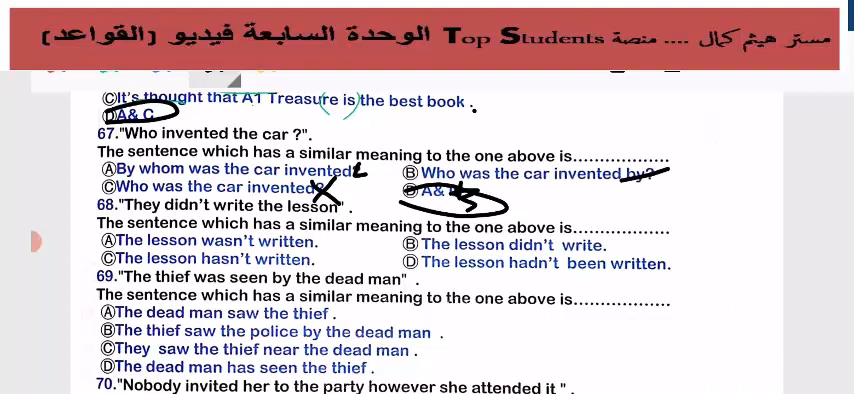 مستر هيثم كمال .... منصة Top Students الوحدة السابعة فيديو (القواعد)
ⒸIt's thought that A1 Treasure is the best book .
ⒹA& C
67."Who invented the car ?".
The sentence which has a similar meaning to the one above is...................
ⒶBy whom was the car invented?
Ⓑ Who was the car invented by?
ⒸWho was the car invented?
Ⓓ A& B
68."They didn't write the lesson" .
The sentence which has a similar meaning to the one above is...................
ⒶThe lesson wasn't written.
Ⓑ The lesson didn't write.
ⒸThe lesson hasn't written.
Ⓓ The lesson hadn't been written.
69."The thief was seen by the dead man" .
The sentence which has a similar meaning to the one above is...................
ⒶThe dead man saw the thief .
ⒷThe thief saw the police by the dead man .
ⒸThey saw the thief near the dead man .
ⒹThe dead man has seen the thief .
70."Nobody invited her to the party however she attended it " .